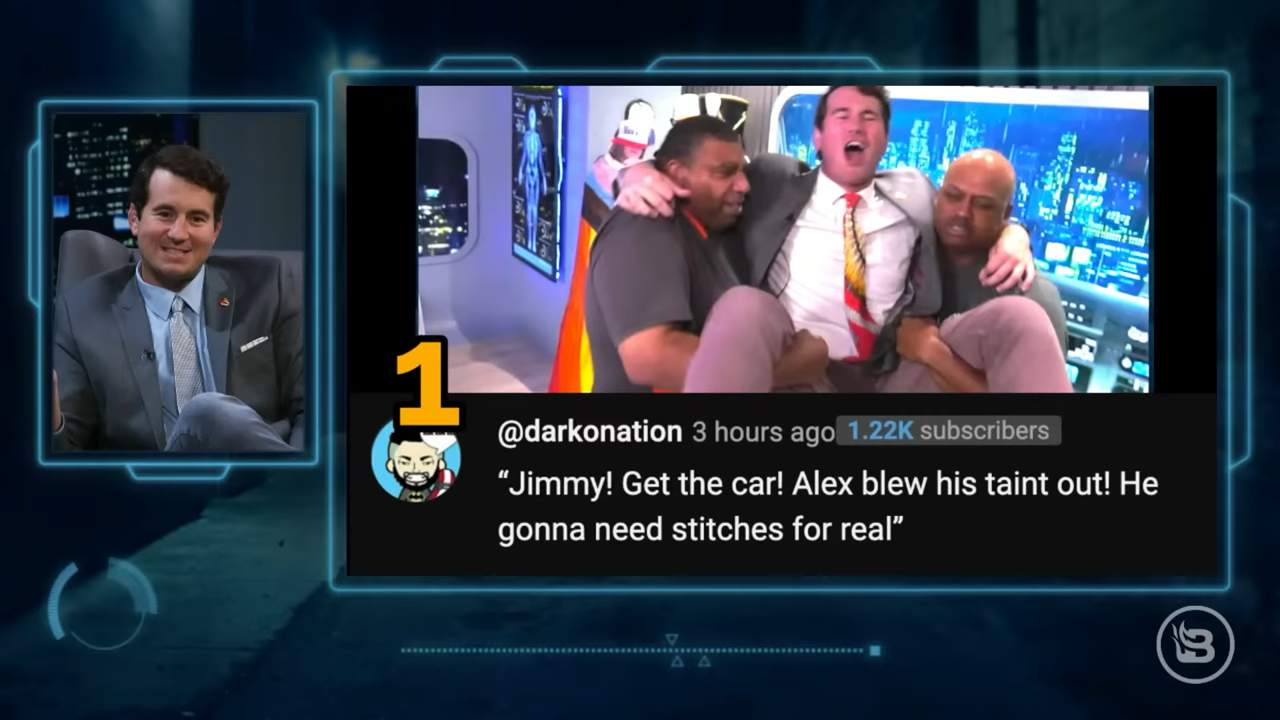 1
@darkonation 3 hours ago 1.22K subscribers
“Jimmy! Get the car! Alex blew his taint out! He
gonna need stitches for real”
B